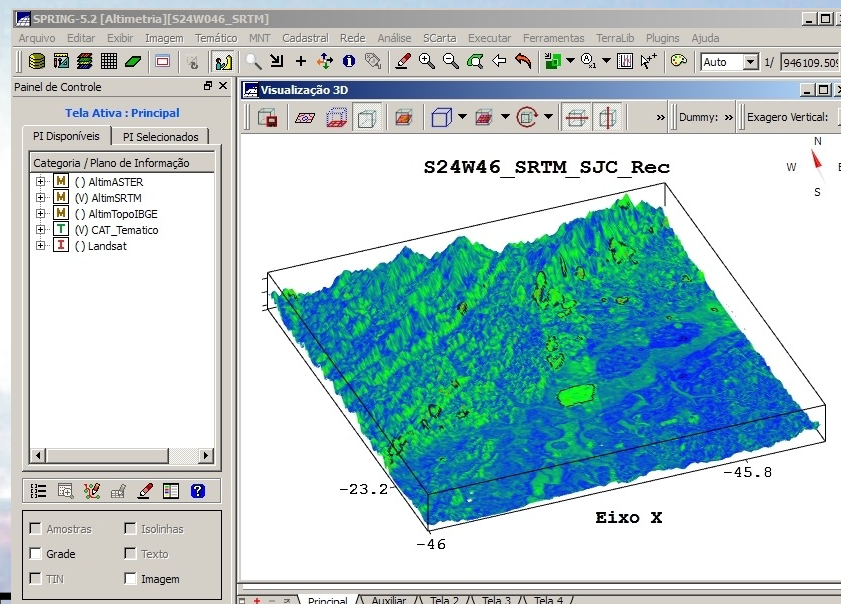 SPRING-5.2 [Altimetria][S24W046_SRTM]
Arquivo Editar Exibir Imagem Temático MNT Cadastral Rede Análise SCarta Executar Ferramentas TerraLib Plugins Ajuda
Auto 1/ 946109.509
Painel de Controle
Visualização 3D
Tela Ativa : Principal
Dummy: » Exagero Vertical:
PI Disponíveis PI Selecionados
N
W E
S
S24W46_SRTM_SJC_Rec
Categoria / Plano de Informação
M ( ) AltimASTER
M (V) AltimSRTM
M ( ) AltimTopoIBGE
T (V) CAT_Tematico
I ( ) Landsat
-45.8
-23.2
Eixo X
-46
Amostras Isolinhas
Grade Texto
TIN Imagem
Principal Auxiliar Tela 2 Tela 3 Tela 4